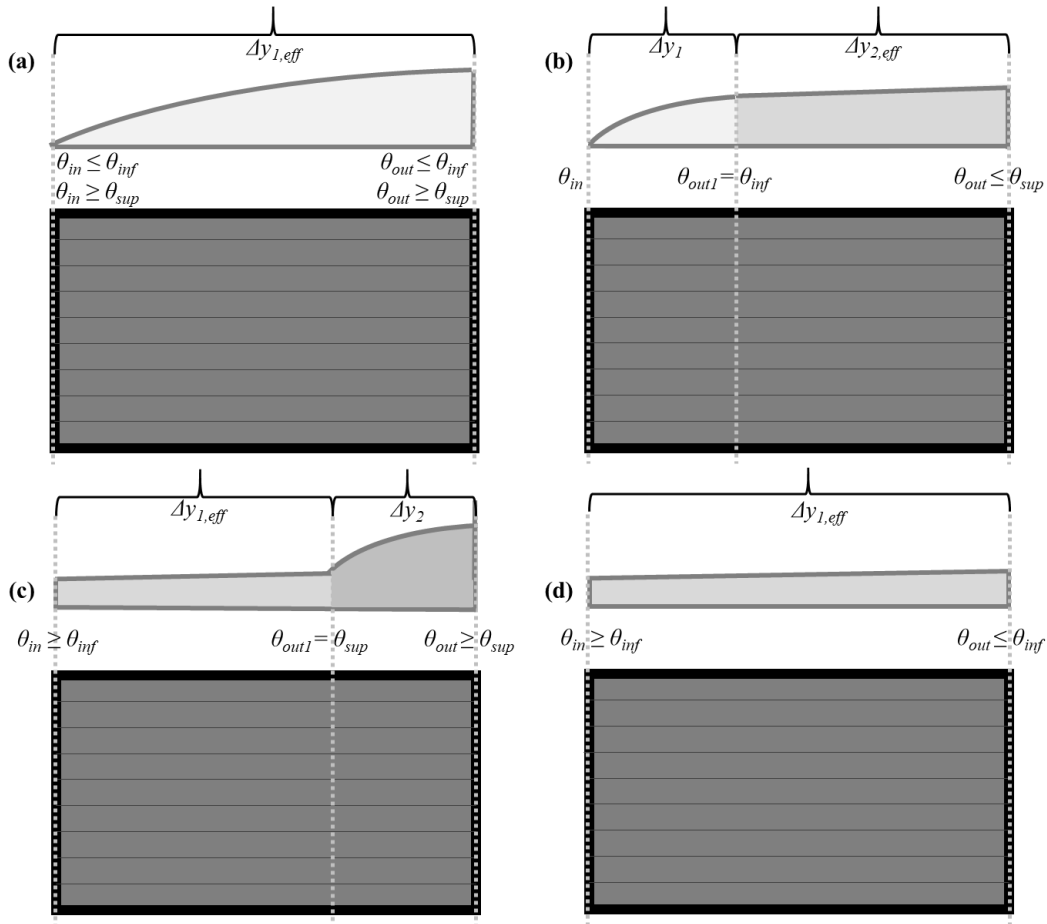 (a)
Δy1,eff
θin ≤ θinf
θin ≥ θsup
θout ≤ θinf
θout ≥ θsup
(b)
Δy1
Δy2,eff
θin
θout1 = θinf
θout ≤ θsup
(c)
Δy1,eff
Δy2
θin ≥ θinf
θout1 = θsup
θout ≥ θsup
(d)
Δy1,eff
θin ≥ θinf
θout ≤ θinf